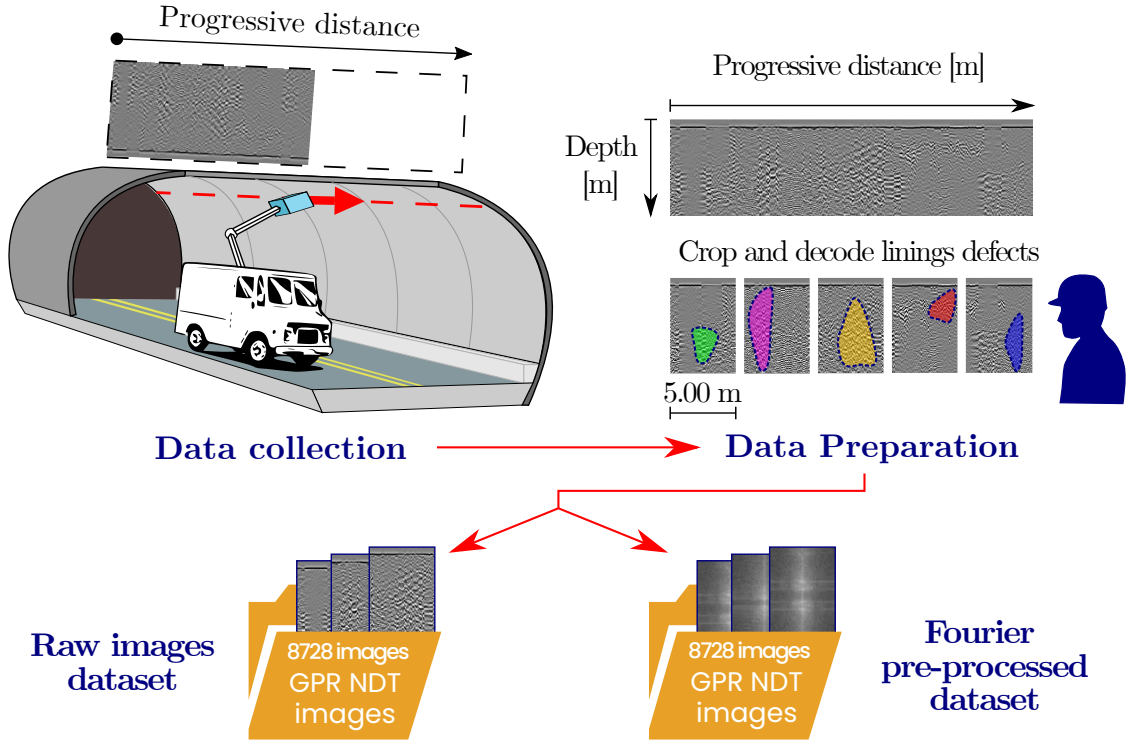 Progressive distance
Progressive distance [m]
Depth
[m]
Crop and decode linings defects
5.00 m
Data collection
Data Preparation
Raw images
dataset
8728 images
GPR NDT
images
8728 images
GPR NDT
images
Fourier
pre-processed
dataset